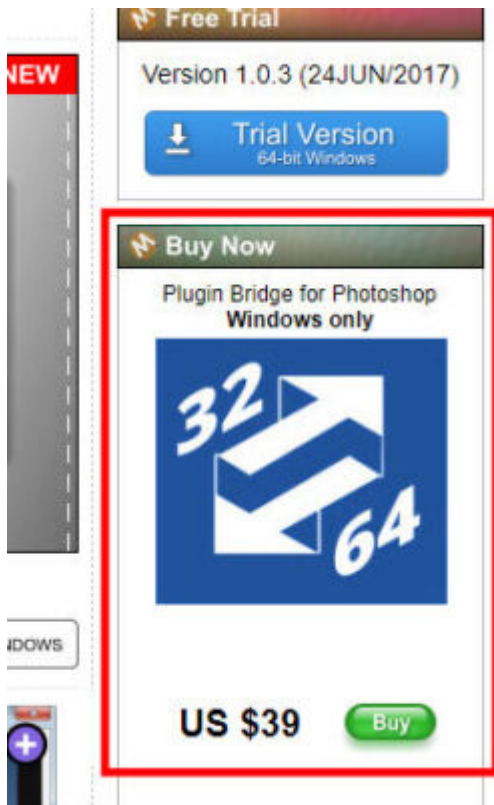 NEW
NDOWS
Free Trial
Version 1.0.3 (24JUN/2017)
Trial Version
64-bit Windows
Buy Now
Plugin Bridge for Photoshop
Windows only
32
64
US $39
Buy